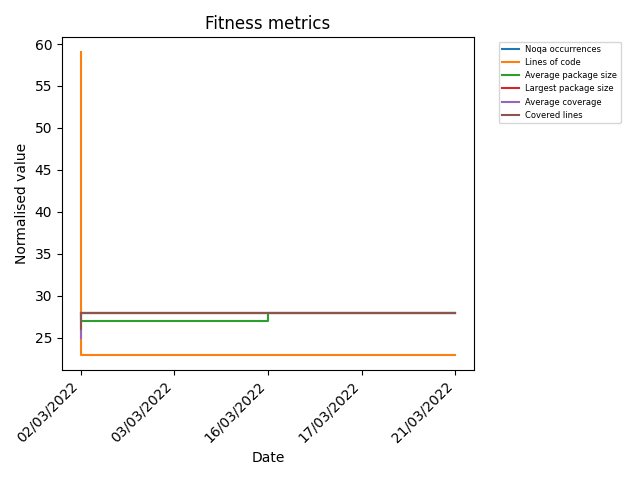 Fitness metrics
Normalised value
60
55
50
45
40
35
30
25
02/03/2022
03/03/2022
16/03/2022
17/03/2022
21/03/2022
Date
Noqa occurrences
Lines of code
Average package size
Largest package size
Average coverage
Covered lines